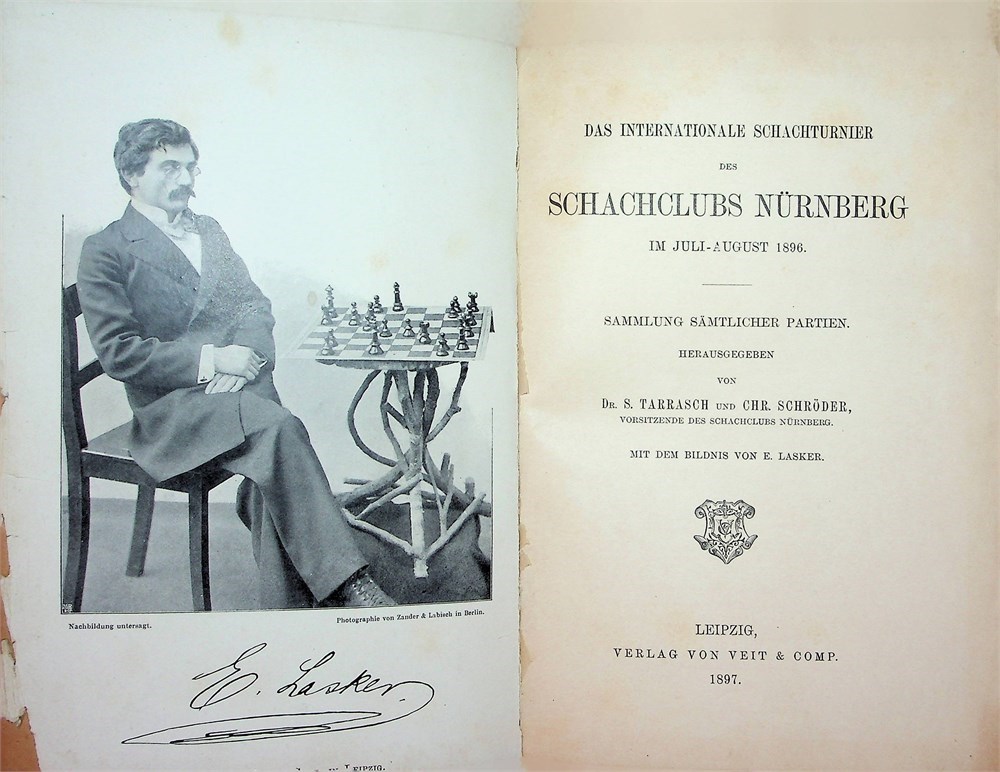 Nachbildung untersagt.
Photographie von Zander & Labisch in Berlin.
E. Lasker.
LEIPZIG.
DAS INTERNATIONALE SCHACHTURNIER
DES
SCHACHCLUBS NÜRNBERG
IM JULI-AUGUST 1896.
SAMMLUNG SÄMTLICHER PARTIEN.
HERAUSGEGEBEN
VON
DR. S. TARRASCH UND CHR. SCHRÖDER,
VORSITZENDE DES SCHACHCLUBS NÜRNBERG.
MIT DEM BILDNIS VON E. LASKER.
LEIPZIG,
VERLAG VON VEIT & COMP.
1897.